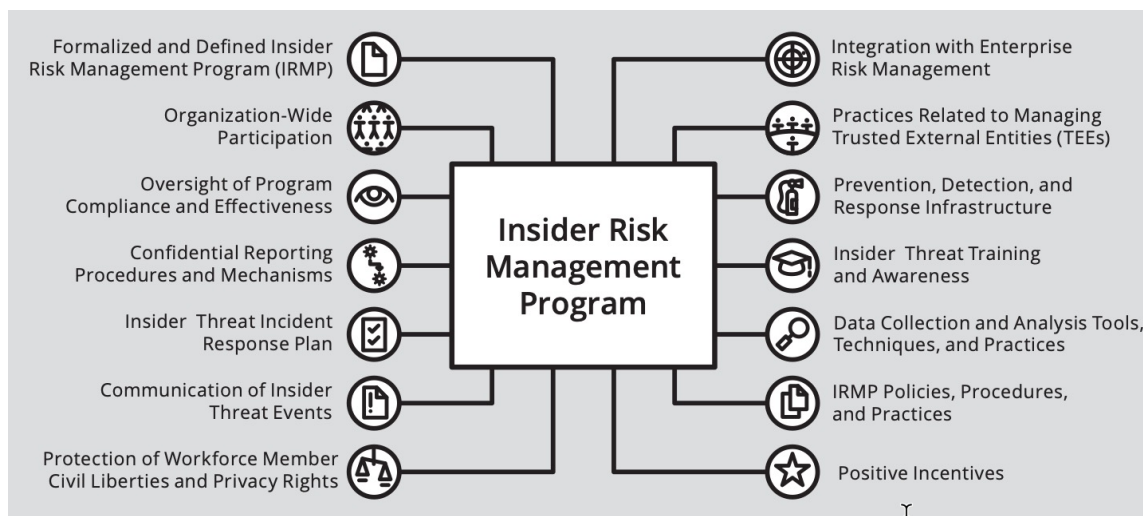 Formalized and Defined Insider
Risk Management Program (IRMP)
Organization-Wide
Participation
Oversight of Program
Compliance and Effectiveness
Confidential Reporting
Procedures and Mechanisms
Insider Threat Incident
Response Plan
Communication of Insider
Threat Events
Protection of Workforce Member
Civil Liberties and Privacy Rights
Insider Risk
Management
Program
Integration with Enterprise
Risk Management
Practices Related to Managing
Trusted External Entities (TEEs)
Prevention, Detection, and
Response Infrastructure
Insider Threat Training
and Awareness
Data Collection and Analysis Tools,
Techniques, and Practices
IRMP Policies, Procedures,
and Practices
Positive Incentives